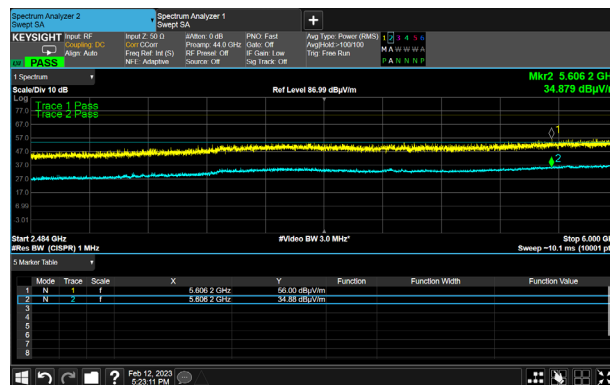 Spectrum Analyzer 2
Swept SA
Spectrum Analyzer 1
Swept SA
KEYSIGHT
Input: RF
Coupling: DC
Align: Auto
Input Z: 50 Ω
Corr CCorr
Freq Ref: Int (S)
NFE: Adaptive
#Atten: 0 dB
Preamp: 44.0 GHz
RF Preset: Off
Source: Off
PNO: Fast
Gate: Off
IF Gain: Low
Sig Track: Off
Avg Type: Power (RMS)
Avg|Hold:>100/100
Trig: Free Run
1 2 3 4 5 6
M A W W W A
P A N N N P
PASS
1 Spectrum
Scale/Div 10 dB
Ref Level 86.99 dBµV/m
Mkr2 5.606 2 GHz
34.879 dBµV/m
Log
Trace 1 Pass
Trace 2 Pass
77.0
67.0
57.0
47.0
37.0
27.0
17.0
6.99
-3.01
1
2
Start 2.484 GHz
#Res BW (CISPR) 1 MHz
#Video BW 3.0 MHz*
Stop 6.000 GHz
Sweep ~10.1 ms (10001 pts)
5 Marker Table
Mode Trace Scale X Y Function Function Width Function Value
1 N 1 f 5.606 2 GHz 56.00 dBµV/m
2 N 2 f 5.606 2 GHz 34.88 dBµV/m
3
4
5
6
7
8
Feb 12, 2023
5:23:11 PM